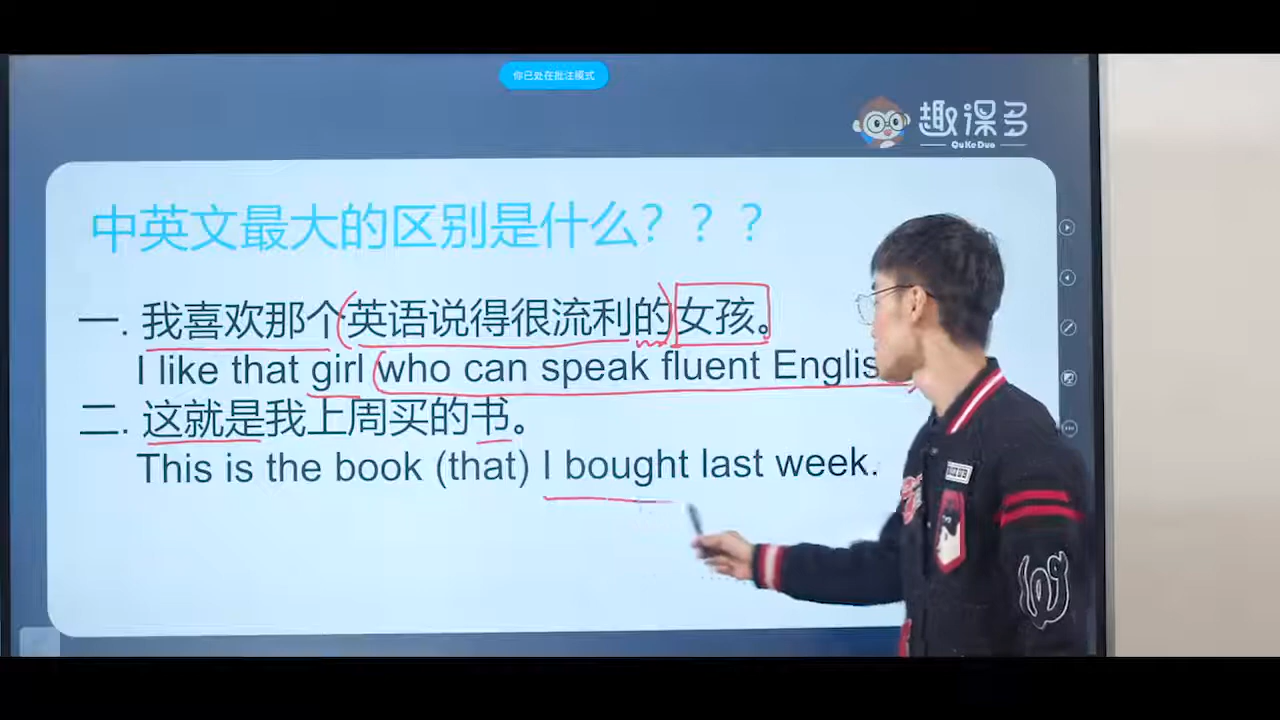 你已处在批注模式
趣课多
QuKeDuo
中英文最大的区别是什么？？？
一. 我喜欢那个英语说得很流利的女孩。
I like that girl who can speak fluent Englis
二. 这就是我上周买的书。
This is the book (that) I bought last week.